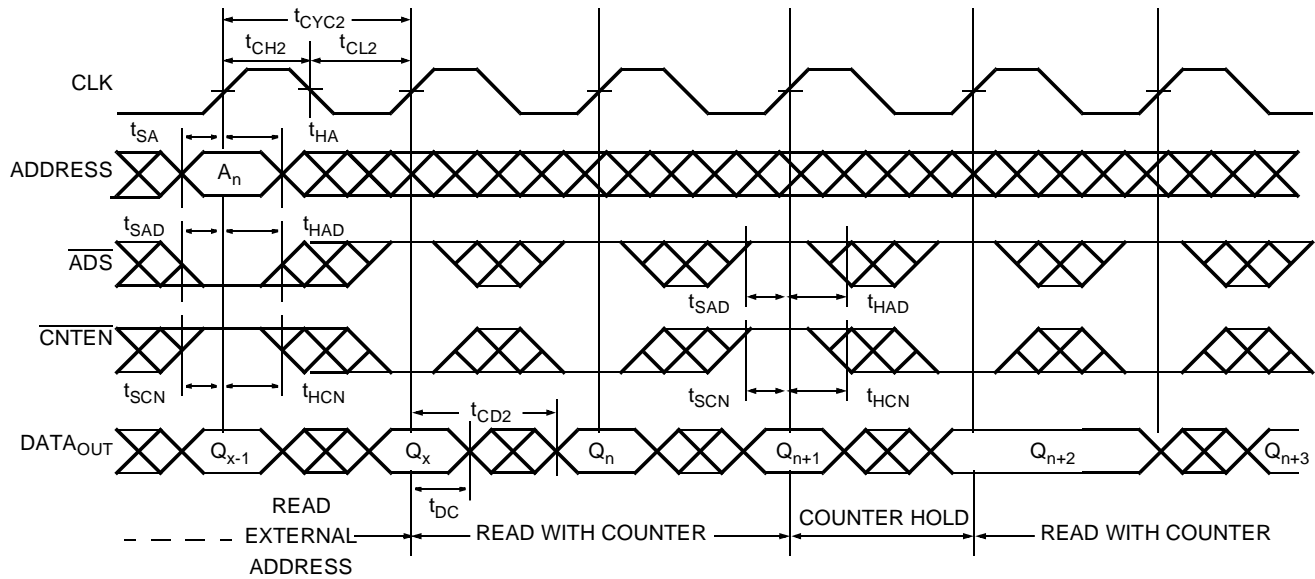 tCYC2
tCH2 tCL2
CLK
tSA tHA
ADDRESS An
tSAD tHAD
ADS
tSAD tHAD
CNTEN
tSCN tHCN tSCN tHCN
tCD2
DATAOUT Qx-1 Qx Qn Qn+1 Qn+2 Qn+3
tDC
READ
EXTERNAL
ADDRESS
READ WITH COUNTER COUNTER HOLD READ WITH COUNTER